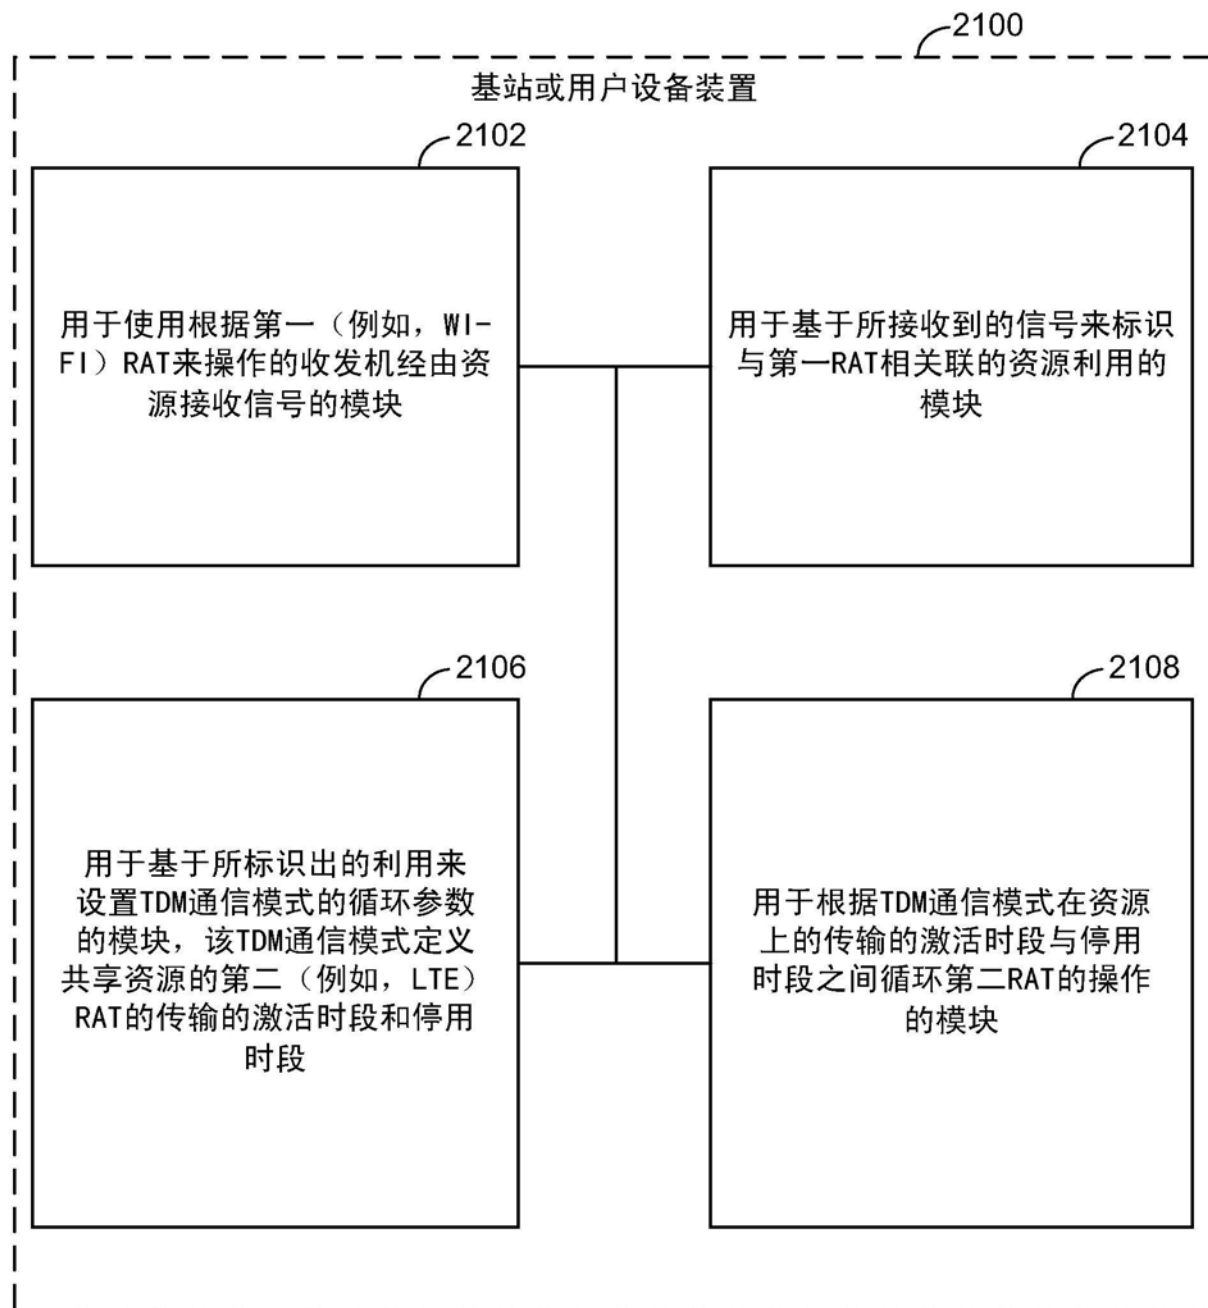 2100
基站或用户设备装置
2102
用于使用根据第一（例如，WI-
FI）RAT来操作的收发机经由资
源接收信号的模块
2104
用于基于所接收到的信号来标识
与第一RAT相关联的资源利用的
模块
2106
用于基于所标识出的利用来
设置TDM通信模式的循环参数
的模块，该TDM通信模式定义
共享资源的第二（例如，LTE）
RAT的传输的激活时段和停用
时段
2108
用于根据TDM通信模式在资源
上的传输的激活时段与停用
时段之间循环第二RAT的操作
的模块